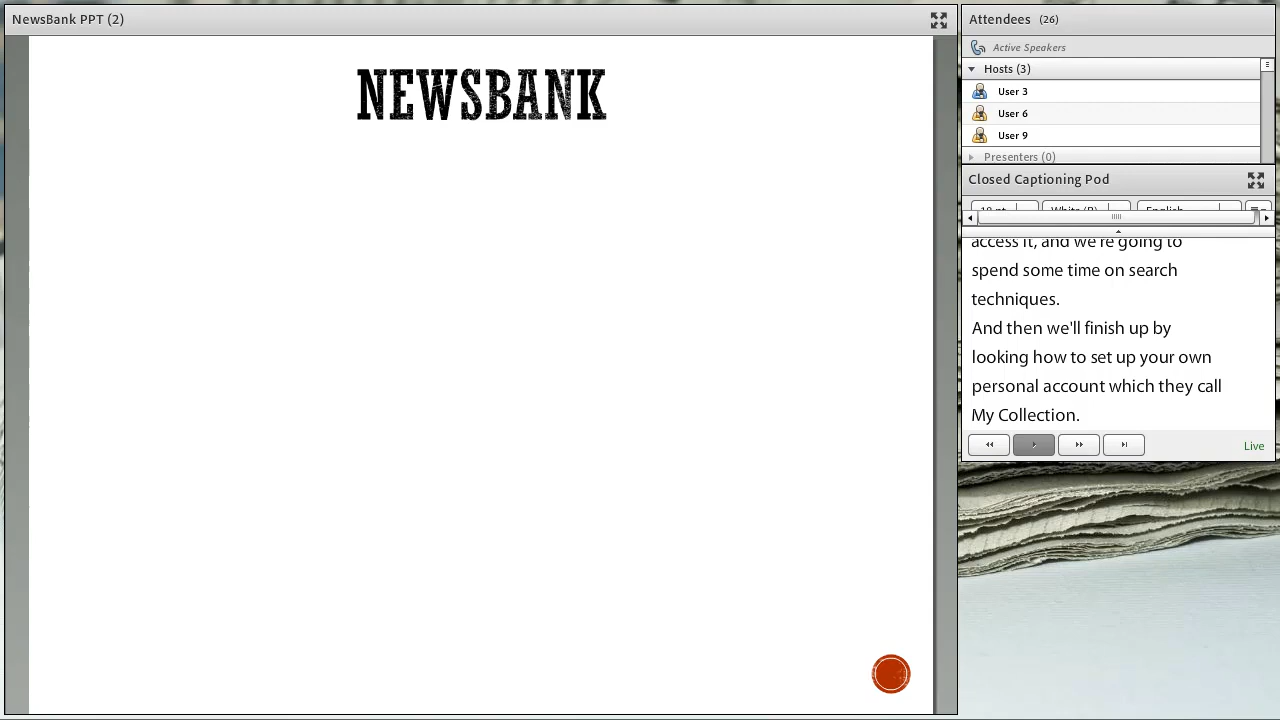 NewsBank PPT (2)
NEWSBANK
Attendees (26)
Active Speakers
Hosts (3)
User 3
User 6
User 9
Presenters (0)
Closed Captioning Pod
English
access it, and we're going to
spend some time on search
techniques.
And then we'll finish up by
looking how to set up your own
personal account which they call
My Collection.
Live